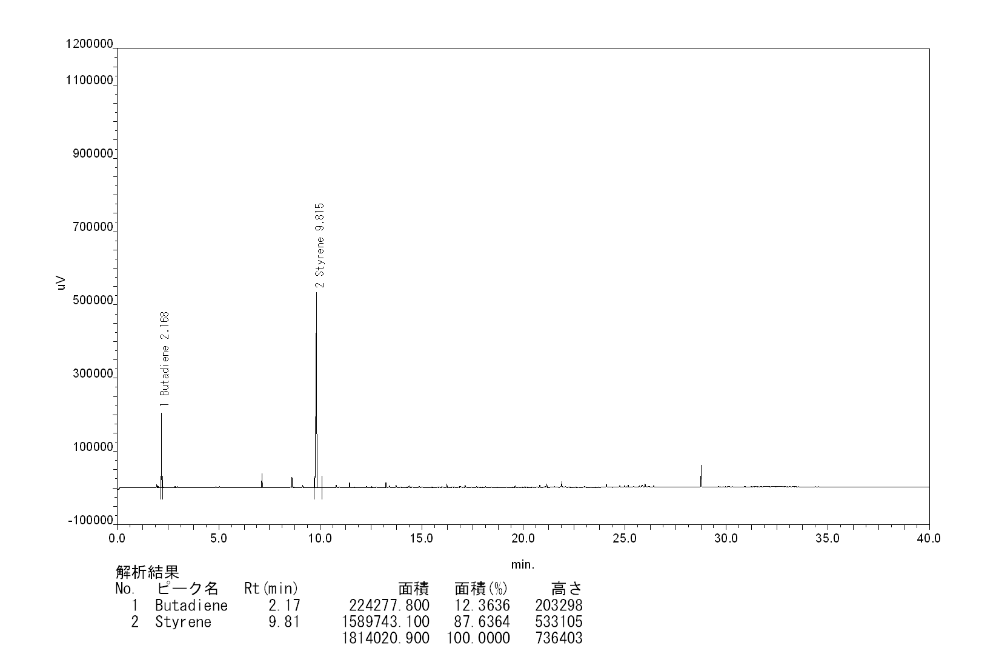 1200000
1100000
900000
700000
500000
300000
100000
-100000
uV
1 Butadiene 2.168
2 Styrene 9.815
0.0 5.0 10.0 15.0 20.0 25.0 30.0 35.0 40.0
min.
解析結果
No. ピーク名 Rt(min) 面積 面積(%) 高さ
1 Butadiene 2.17 224277.800 12.3636 203298
2 Styrene 9.81 1589743.100 87.6364 533105
1814020.900 100.0000 736403